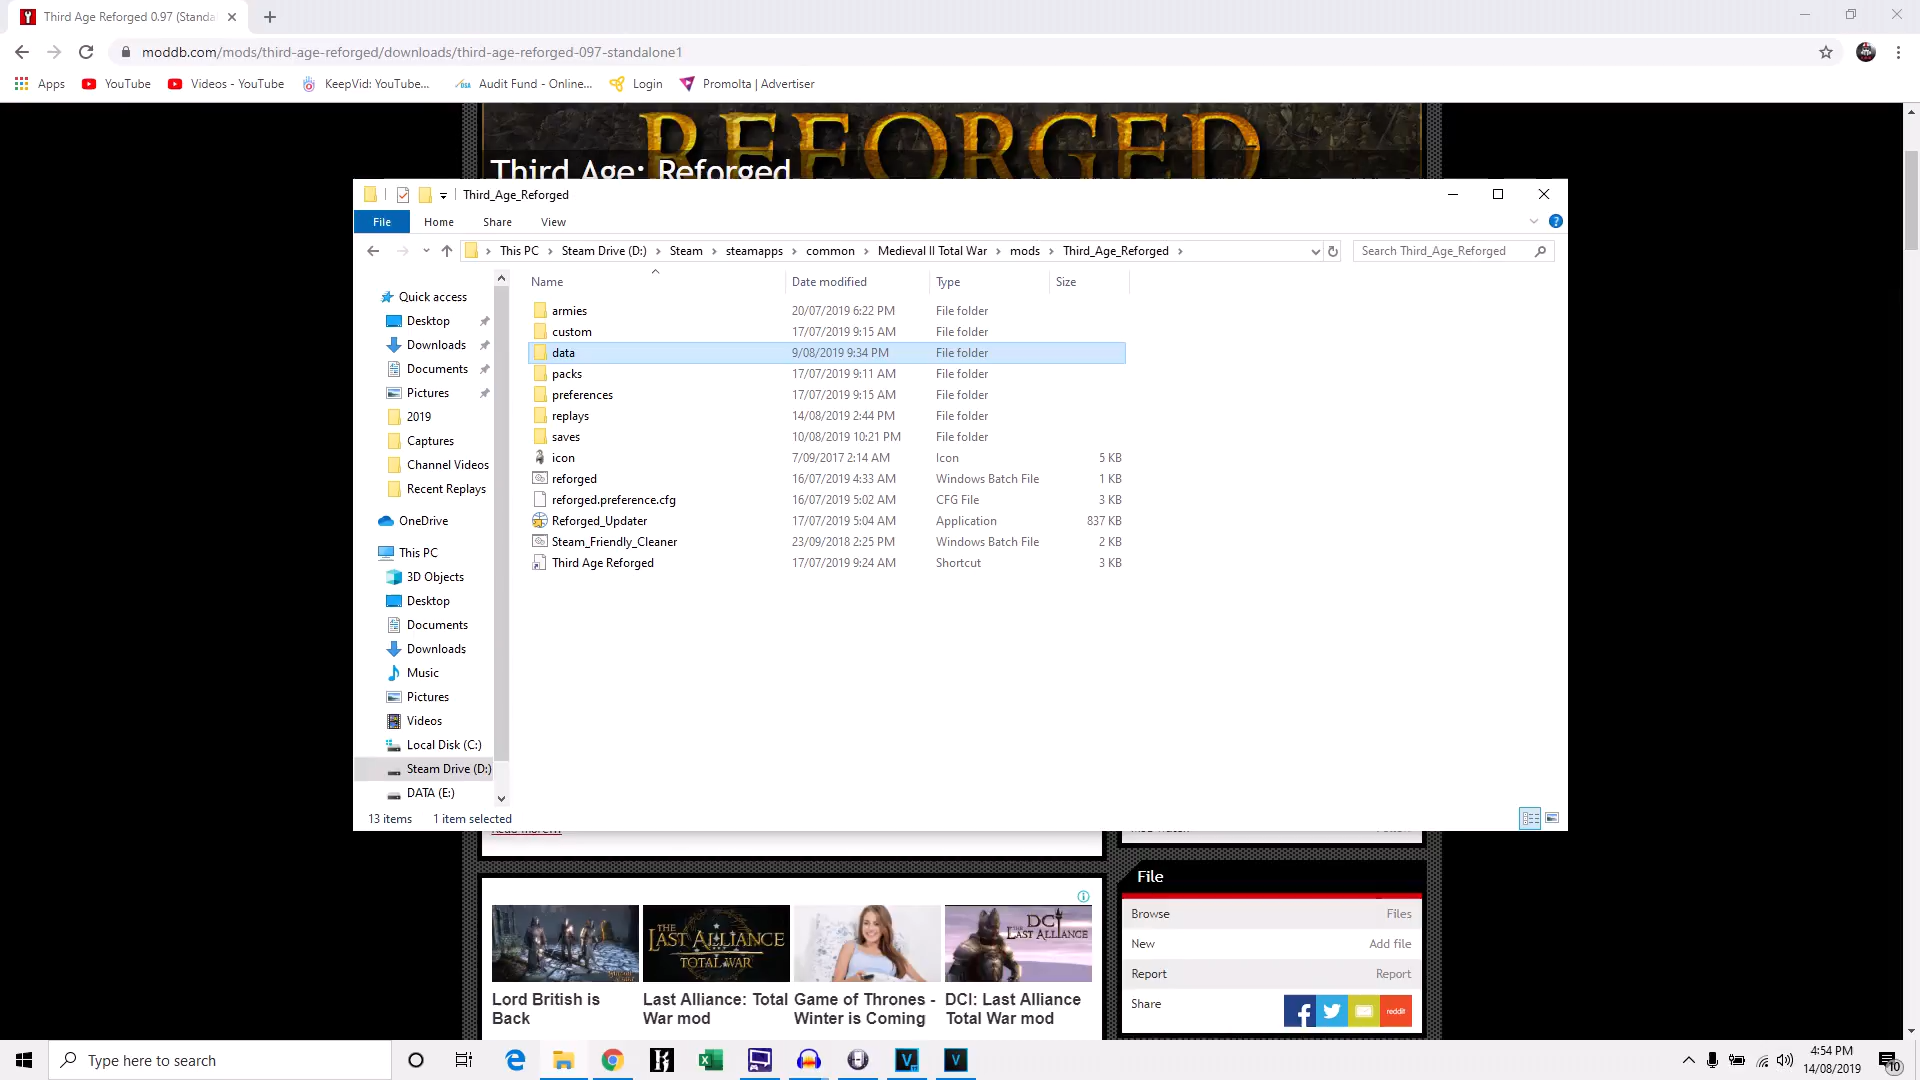 Third Age Reforged 0.97 (Standa
moddb.com/mods/third-age-reforged/downloads/third-age-reforged-097-standalone1
Apps YouTube Videos - YouTube KeepVid: YouTube... Audit Fund - Online... Login Promolta | Advertiser
REFORGED
Third Age: Reforged
Third_Age_Reforged
File Home Share View
This PC Steam Drive (D:) Steam steamapps common Medieval II Total War mods Third_Age_Reforged Search Third_Age_Reforged
Name Date modified Type Size
Quick access
Desktop
Downloads
Documents
Pictures
2019
Captures
Channel Videos
Recent Replays
OneDrive
This PC
3D Objects
Desktop
Documents
Downloads
Music
Pictures
Videos
Local Disk (C:)
Steam Drive (D:)
DATA (E:)
armies 20/07/2019 6:22 PM File folder
custom 17/07/2019 9:15 AM File folder
data 9/08/2019 9:34 PM File folder
packs 17/07/2019 9:11 AM File folder
preferences 17/07/2019 9:15 AM File folder
replays 14/08/2019 2:44 PM File folder
saves 10/08/2019 10:21 PM File folder
icon 7/09/2017 2:14 AM Icon 5 KB
reforged 16/07/2019 4:33 AM Windows Batch File 1 KB
reforged.preference.cfg 16/07/2019 5:02 AM CFG File 3 KB
Reforged_Updater 17/07/2019 5:04 AM Application 837 KB
Steam_Friendly_Cleaner 23/09/2018 2:25 PM Windows Batch File 2 KB
Third Age Reforged 17/07/2019 9:24 AM Shortcut 3 KB
13 items 1 item selected
THE LAST ALLIANCE TOTAL WAR
DCI LAST ALLIANCE
Lord British is Back
Last Alliance: Total War mod
Game of Thrones - Winter is Coming
DCI: Last Alliance Total War mod
File
Browse Files
New Add file
Report Report
Share reddit
Type here to search
4:54 PM
14/08/2019
10